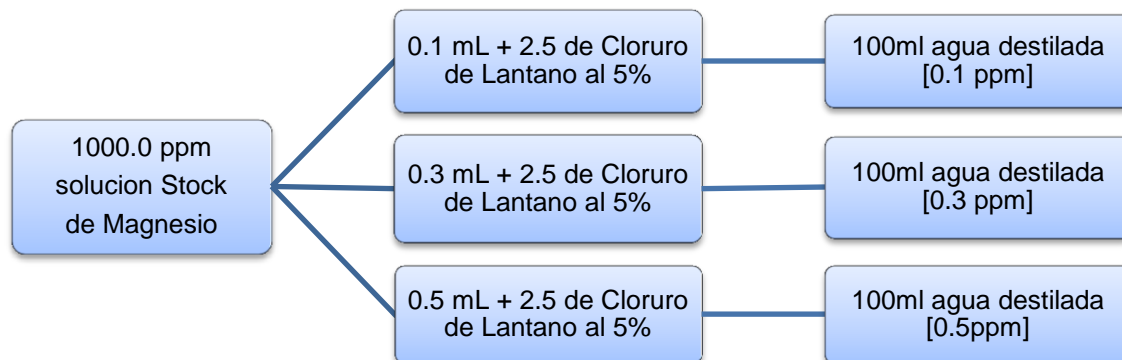 1000.0 ppm
solucion Stock
de Magnesio
0.1 mL + 2.5 de Cloruro
de Lantano al 5%
100ml agua destilada
[0.1 ppm]
0.3 mL + 2.5 de Cloruro
de Lantano al 5%
100ml agua destilada
[0.3 ppm]
0.5 mL + 2.5 de Cloruro
de Lantano al 5%
100ml agua destilada
[0.5ppm]